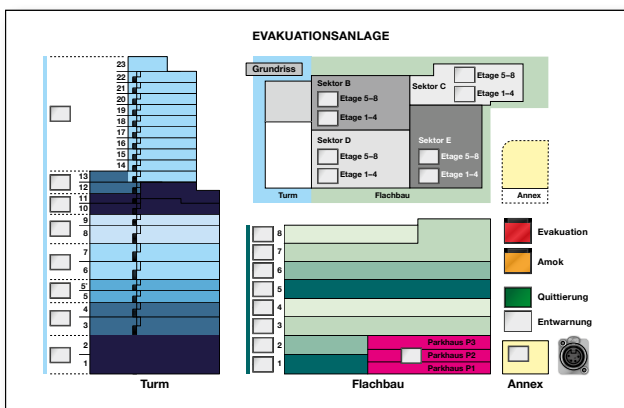 EVAKUATIONSANLAGE
23
22
21
20
19
18
17
16
15
14
13
12
11
10
9
8
7
6
5'
5
4
3
2
1
Turm
Grundriss
Sektor B
Etage 5–8
Etage 1–4
Sektor C
Etage 5–8
Etage 1–4
Sektor D
Etage 5–8
Etage 1–4
Sektor E
Etage 5–8
Etage 1–4
Turm
Flachbau
Annex
8
7
6
5
4
3
2
1
Parkhaus P3
Parkhaus P2
Parkhaus P1
Flachbau
Evakuation
Amok
Quittierung
Entwarnung
Annex